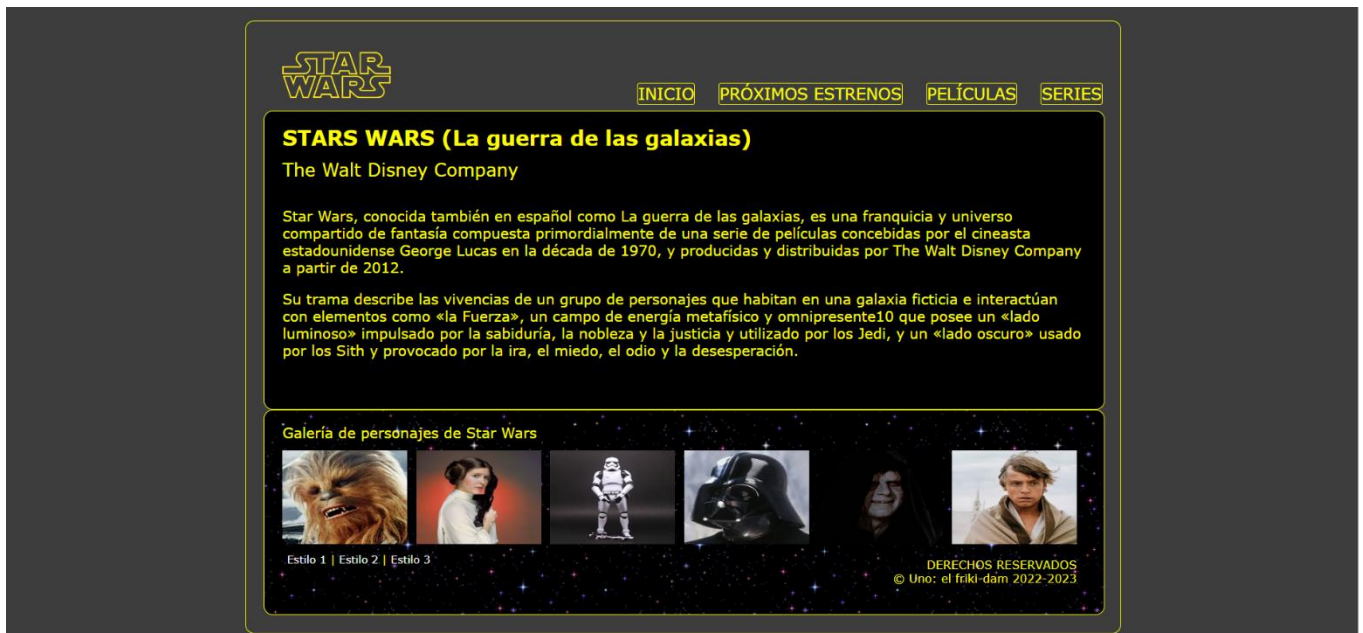 STAR
WARS
INICIO PRÓXIMOS ESTRENOS PELÍCULAS SERIES
STARS WARS (La guerra de las galaxias)
The Walt Disney Company
Star Wars, conocida también en español como La guerra de las galaxias, es una franquicia y universo
compartido de fantasía compuesta primordialmente de una serie de películas concebidas por el cineasta
estadounidense George Lucas en la década de 1970, y producidas y distribuidas por The Walt Disney Company
a partir de 2012.
Su trama describe las vivencias de un grupo de personajes que habitan en una galaxia ficticia e interactúan
con elementos como «la Fuerza», un campo de energía metafísico y omnipresente10 que posee un «lado
luminoso» impulsado por la sabiduría, la nobleza y la justicia y utilizado por los Jedi, y un «lado oscuro» usado
por los Sith y provocado por la ira, el miedo, el odio y la desesperación.
Galería de personajes de Star Wars
Estilo 1 | Estilo 2 | Estilo 3
DERECHOS RESERVADOS
© Uno: el friki-dam 2022-2023